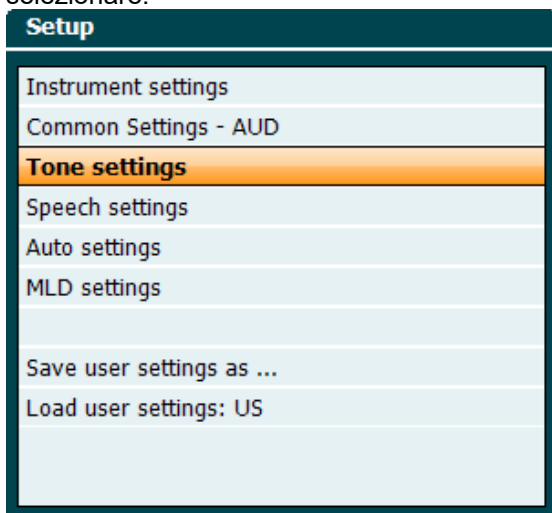 selezionare.
Setup
Instrument settings
Common Settings - AUD
Tone settings
Speech settings
Auto settings
MLD settings
Save user settings as ...
Load user settings: US